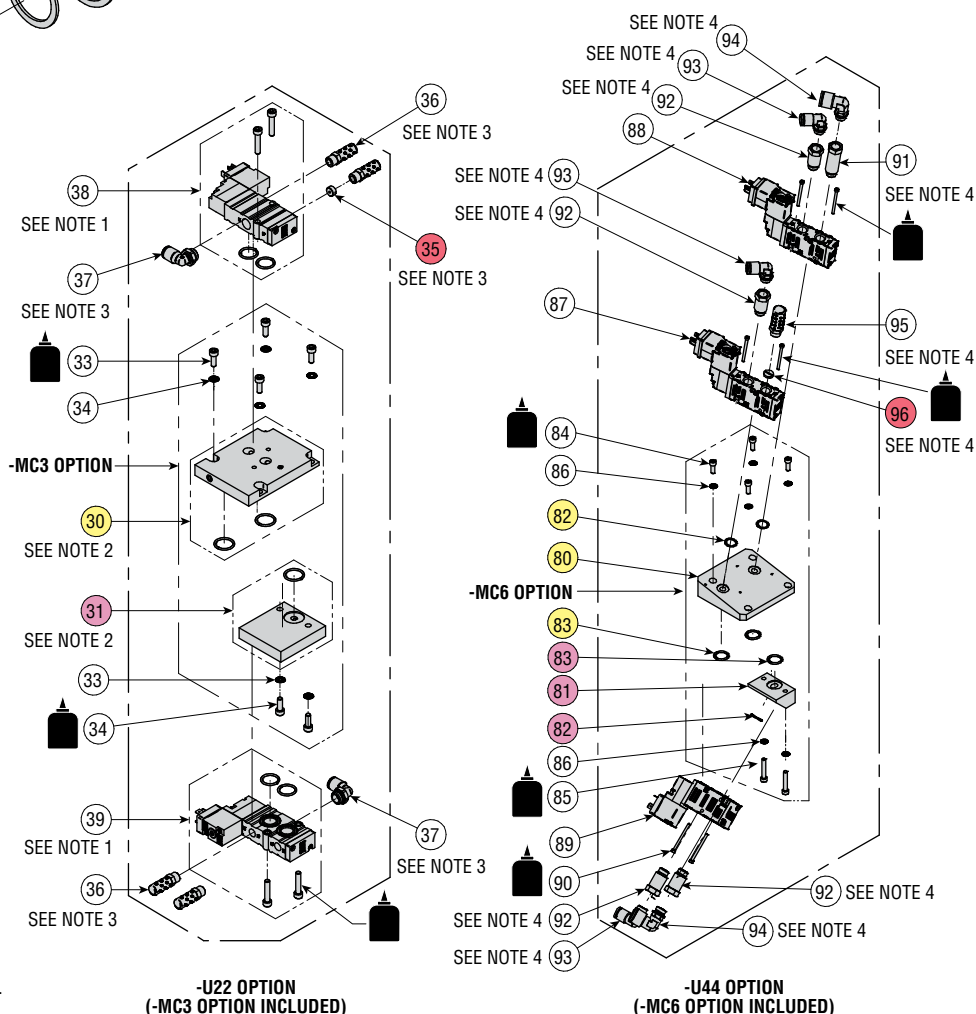 36
SEE NOTE 3
38
SEE NOTE 1
35
SEE NOTE 3
37
SEE NOTE 3
33
34
-MC3 OPTION
30
SEE NOTE 2
31
SEE NOTE 2
33
34
39
SEE NOTE 1
37
SEE NOTE 3
36
SEE NOTE 3
-U22 OPTION
(-MC3 OPTION INCLUDED)
SEE NOTE 4
94
SEE NOTE 4 93
SEE NOTE 4 92
88
91
SEE NOTE 4
SEE NOTE 4 93
SEE NOTE 4 92
87
95
SEE NOTE 4
96
SEE NOTE 4
84
86
82
80
-MC6 OPTION
83
83
81
82
86
85
89
90
SEE NOTE 4 92
92 SEE NOTE 4
94 SEE NOTE 4
SEE NOTE 4 93
-U44 OPTION
(-MC6 OPTION INCLUDED)